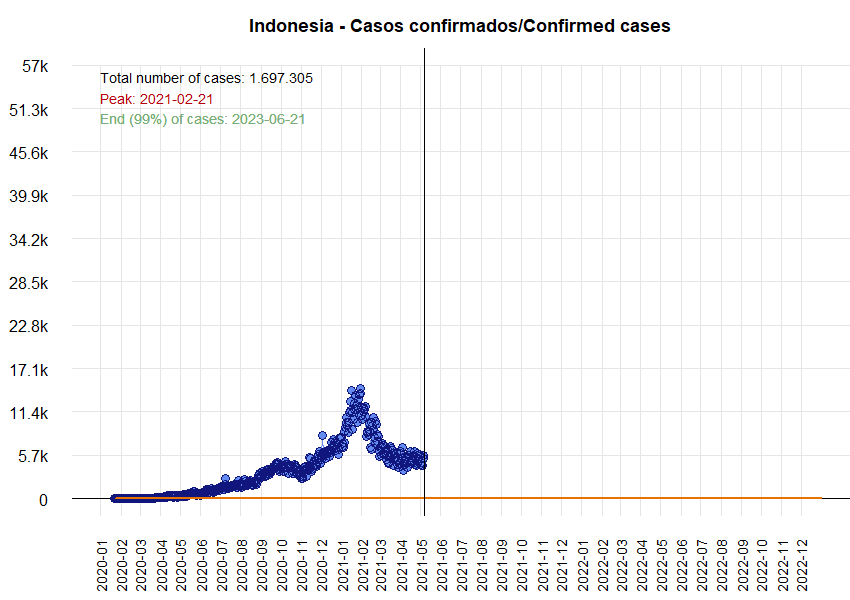 Indonesia - Casos confirmados/Confirmed cases
57k
51.3k
45.6k
39.9k
34.2k
28.5k
22.8k
17.1k
11.4k
5.7k
0
Total number of cases: 1.697.305
Peak: 2021-02-21
End (99%) of cases: 2023-06-21
2020-01
2020-02
2020-03
2020-04
2020-05
2020-06
2020-07
2020-08
2020-09
2020-10
2020-11
2020-12
2021-01
2021-02
2021-03
2021-04
2021-05
2021-06
2021-07
2021-08
2021-09
2021-10
2021-11
2021-12
2022-01
2022-02
2022-03
2022-04
2022-05
2022-06
2022-07
2022-08
2022-09
2022-10
2022-11
2022-12